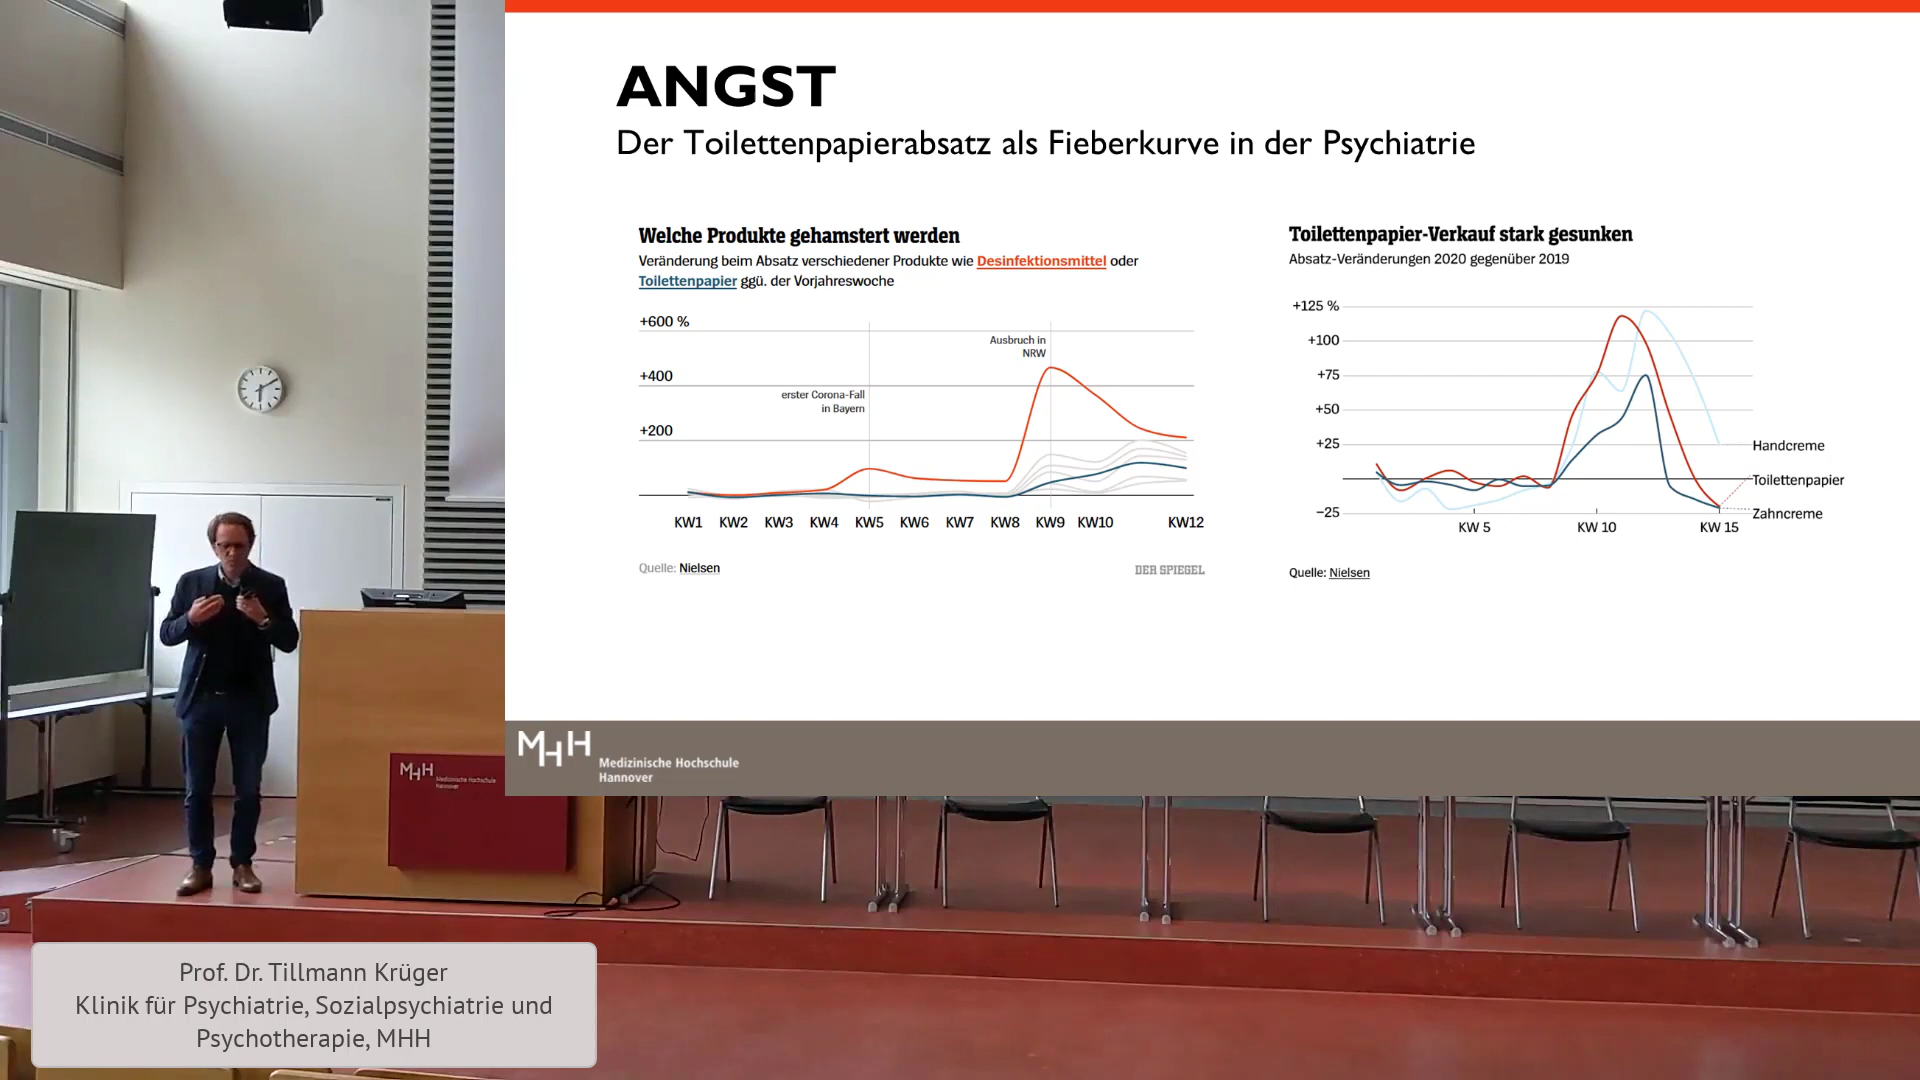 ANGST
Der Toilettenpapierabsatz als Fieberkurve in der Psychiatrie
Welche Produkte gehamstert werden
Veränderung beim Absatz verschiedener Produkte wie Desinfektionsmittel oder
Toilettenpapier ggü. der Vorjahreswoche
+600 %
+400
+200
erster Corona-Fall
in Bayern
Ausbruch in
NRW
KW1 KW2 KW3 KW4 KW5 KW6 KW7 KW8 KW9 KW10 KW12
Quelle: Nielsen
DER SPIEGEL
Toilettenpapier-Verkauf stark gesunken
Absatz-Veränderungen 2020 gegenüber 2019
+125 %
+100
+75
+50
+25
−25
Handcreme
Toilettenpapier
Zahncreme
KW 5 KW 10 KW 15
Quelle: Nielsen
MHH
Medizinische Hochschule
Hannover
MHH
Medizinische Hochschule
Hannover
Prof. Dr. Tillmann Krüger
Klinik für Psychiatrie, Sozialpsychiatrie und
Psychotherapie, MHH